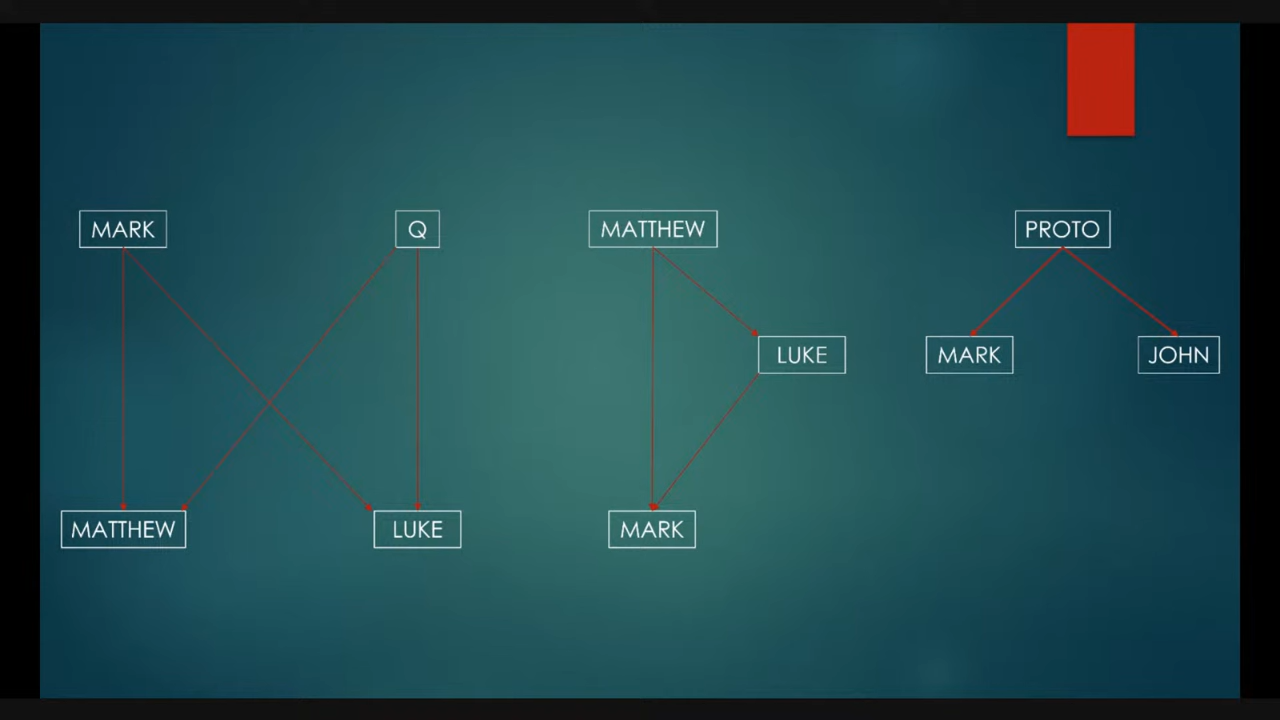 MARK
Q
MATTHEW
PROTO
LUKE
MARK
JOHN
MATTHEW
LUKE
MARK